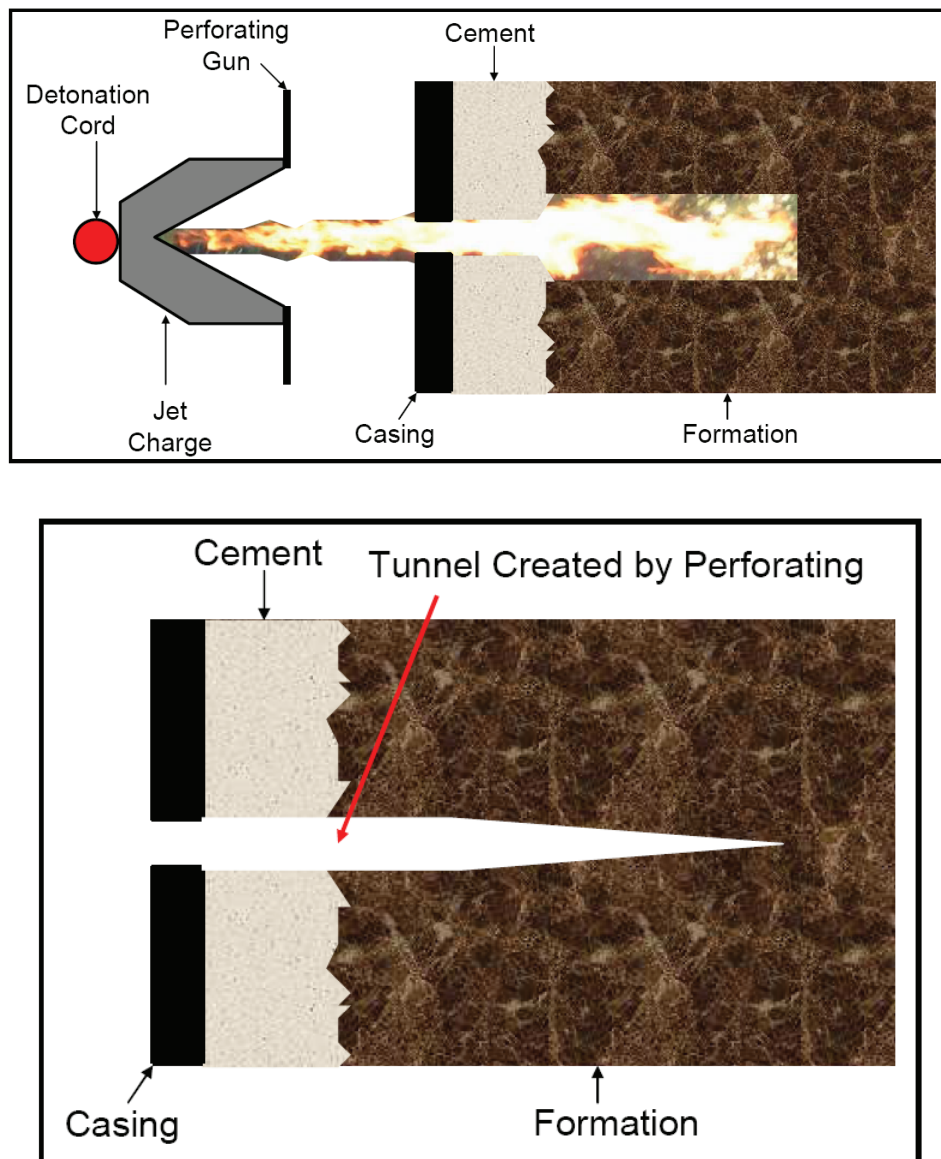 Perforating
Gun
Cement
Detonation
Cord
Jet
Charge
Casing
Formation
Cement
Tunnel Created by Perforating
Casing
Formation